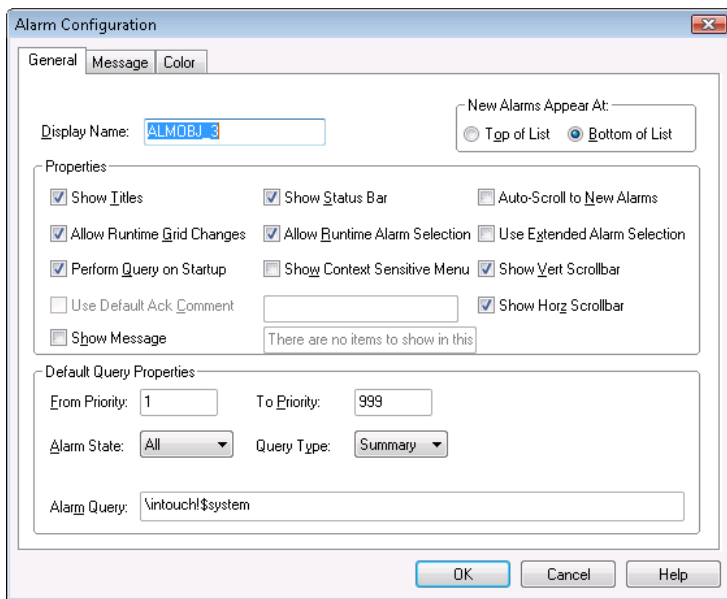 Alarm Configuration
General Message Color
New Alarms Appear At:
Display Name: ALMOBJ_3
Top of List Bottom of List
Properties
Show Titles Show Status Bar Auto-Scroll to New Alarms
Allow Runtime Grid Changes Allow Runtime Alarm Selection Use Extended Alarm Selection
Perform Query on Startup Show Context Sensitive Menu Show Vert Scrollbar
Use Default Ack Comment Show Horz Scrollbar
Show Message There are no items to show in this
Default Query Properties
From Priority: 1 To Priority: 999
Alarm State: All Query Type: Summary
Alarm Query: \intouch!$system
OK Cancel Help